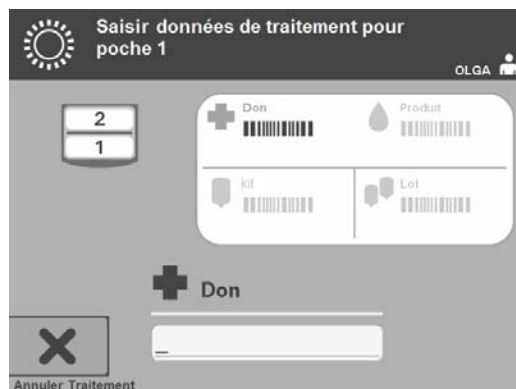 Saisir données de traitement pour
poche 1
OLGA
2
1
Don
Produit
kit
Lot
Don
_
Annuler Traitement